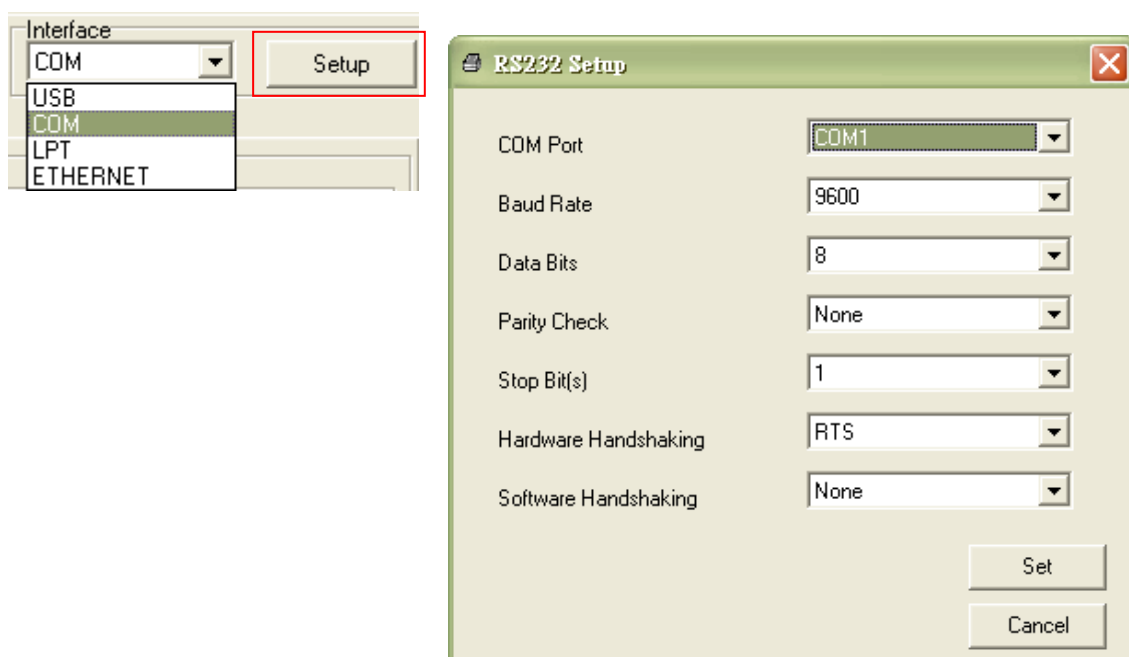 Interface
COM
Setup
USB
COM
LPT
ETHERNET
RS232 Setup
COM Port
COM1
Baud Rate
9600
Data Bits
8
Parity Check
None
Stop Bit(s)
1
Hardware Handshaking
RTS
Software Handshaking
None
Set
Cancel